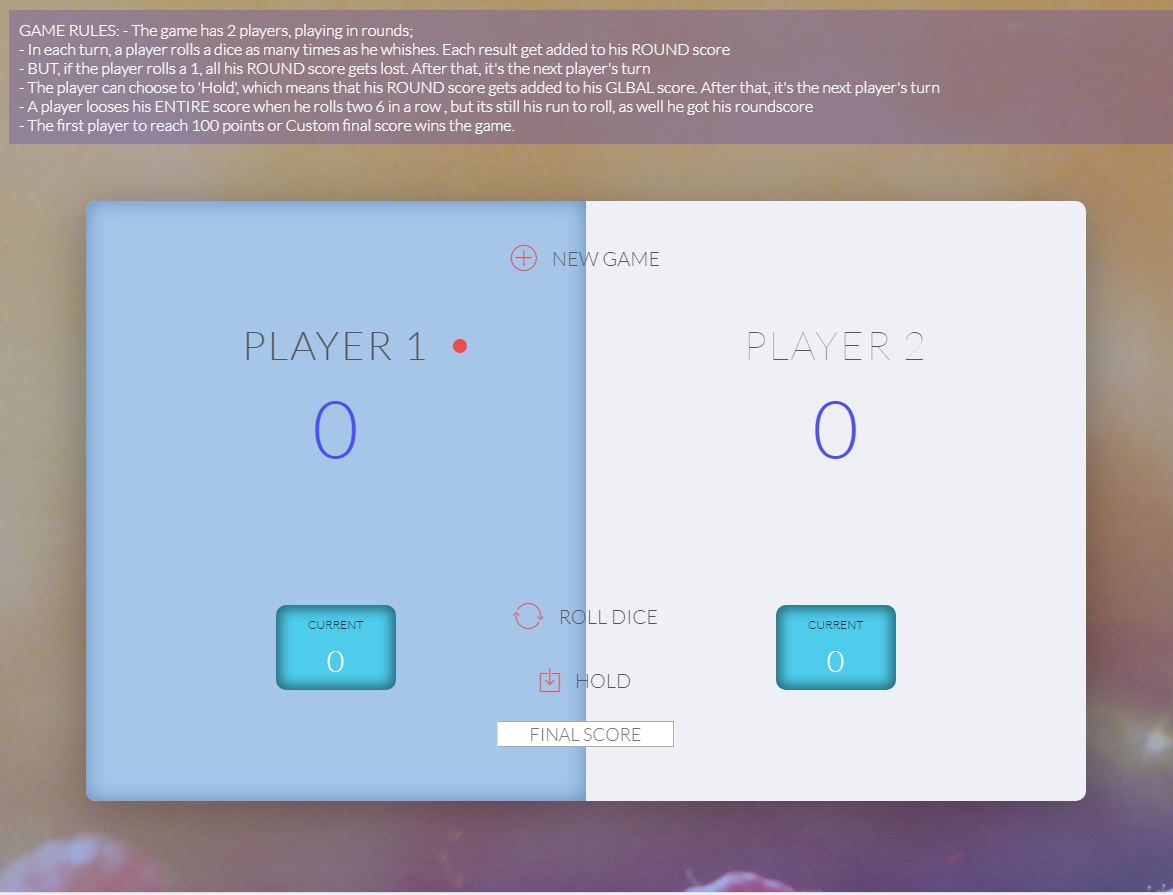 GAME RULES: - The game has 2 players, playing in rounds;
- In each turn, a player rolls a dice as many times as he whishes. Each result get added to his ROUND score
- BUT, if the player rolls a 1, all his ROUND score gets lost. After that, it's the next player's turn
- The player can choose to 'Hold', which means that his ROUND score gets added to his GLBAL score. After that, it's the next player's turn
- A player looses his ENTIRE score when he rolls two 6 in a row , but its still his run to roll, as well he got his roundscore
- The first player to reach 100 points or Custom final score wins the game.
NEW GAME
PLAYER 1
PLAYER 2
0
0
CURRENT
0
CURRENT
0
ROLL DICE
HOLD
FINAL SCORE